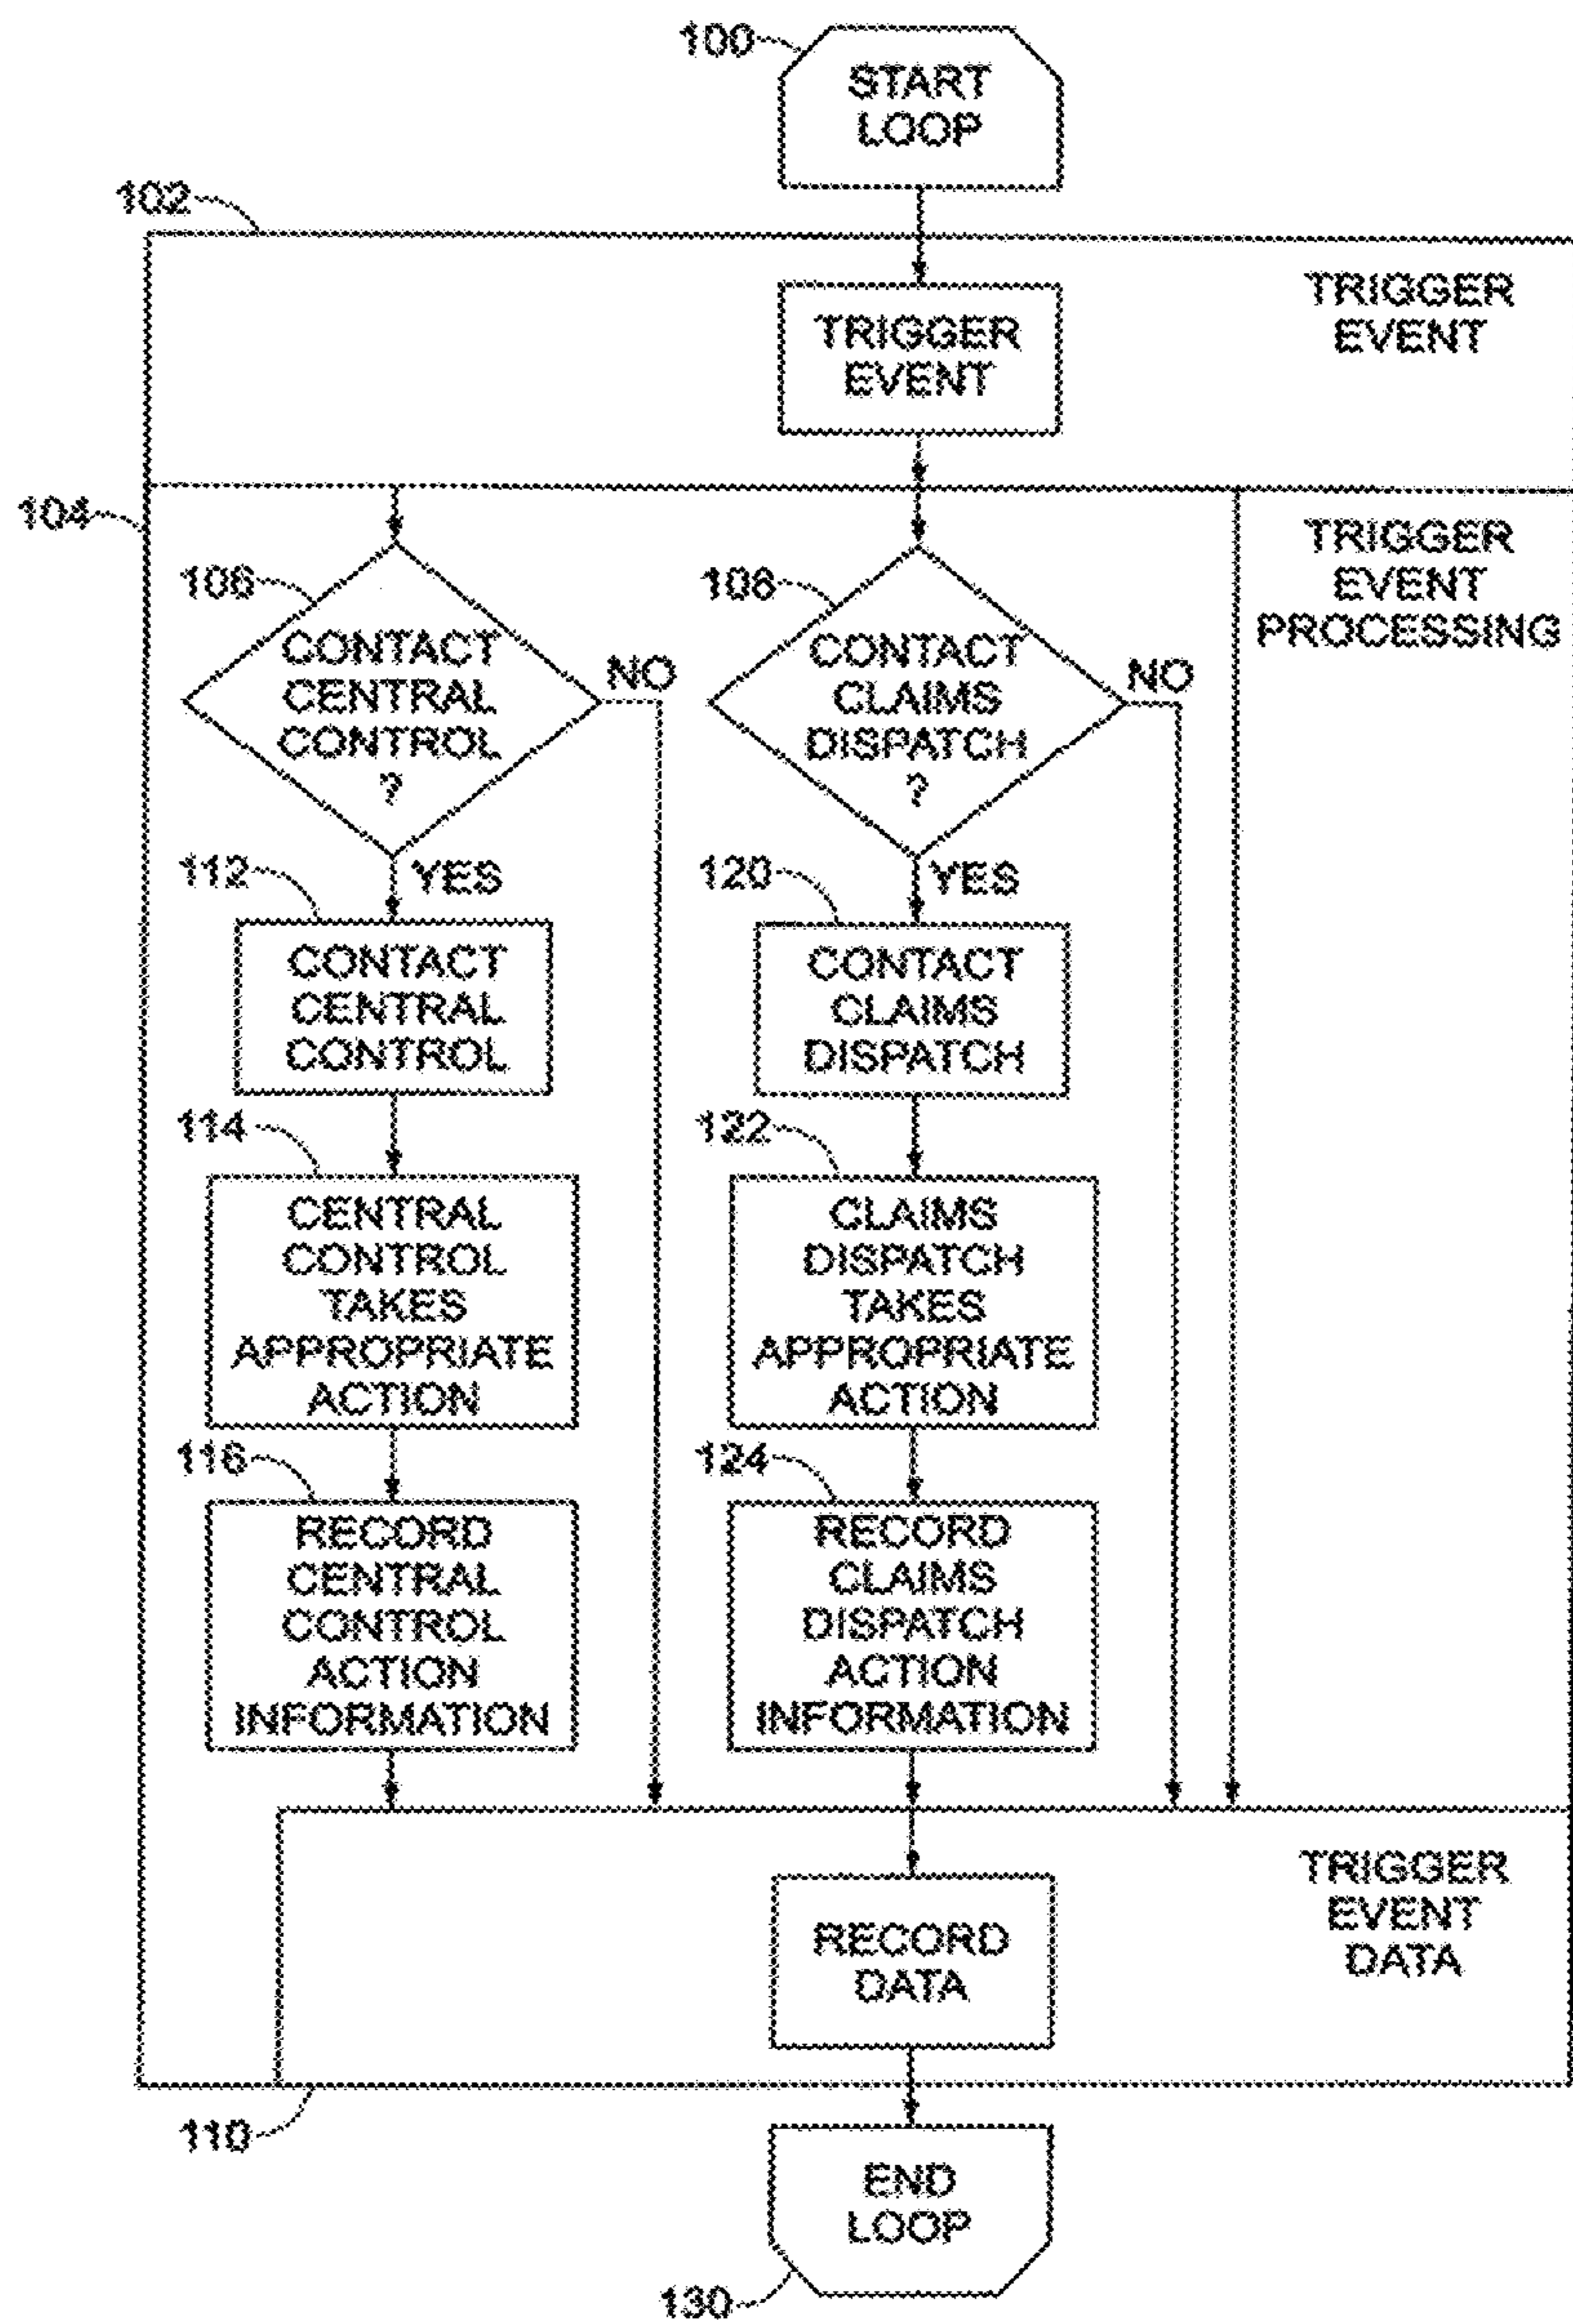 100
START
LOOP
102
TRIGGER
EVENT
TRIGGER
EVENT
104
TRIGGER
EVENT
PROCESSING
106
CONTACT
CENTRAL
CONTROL
?
NO
108
CONTACT
CLAIMS
DISPATCH
?
NO
YES
YES
112
CONTACT
CENTRAL
CONTROL
120
CONTACT
CLAIMS
DISPATCH
114
CENTRAL
CONTROL
TAKES
APPROPRIATE
ACTION
122
CLAIMS
DISPATCH
TAKES
APPROPRIATE
ACTION
116
RECORD
CENTRAL
CONTROL
ACTION
INFORMATION
124
RECORD
CLAIMS
DISPATCH
ACTION
INFORMATION
TRIGGER
EVENT
DATA
RECORD
DATA
110
END
LOOP
130